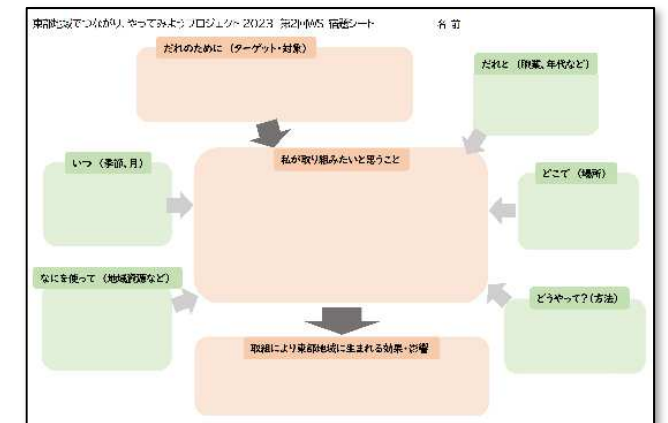 東部地域でつながり、やってみようプロジェクト2023 第2回WS 宿題シート 名前
だれのために（ターゲット・対象）
だれと（職業、年代など）
いつ（季節、月）
私が取り組みたいと思うこと
どこで（場所）
なにを使って（地域資源など）
どうやって？（方法）
取組により東部地域に生まれる効果・影響